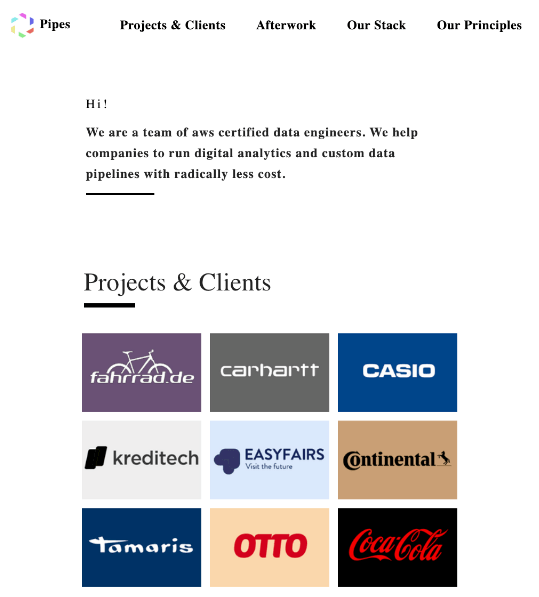 Pipes
Projects & Clients Afterwork Our Stack Our Principles
Hi!
We are a team of aws certified data engineers. We help
companies to run digital analytics and custom data
pipelines with radically less cost.
Projects & Clients
fahrrad.de
carhartt
CASIO
kreditech
EASYFAIRS
Visit the future
Continental
Tamaris
OTTO
Coca-Cola